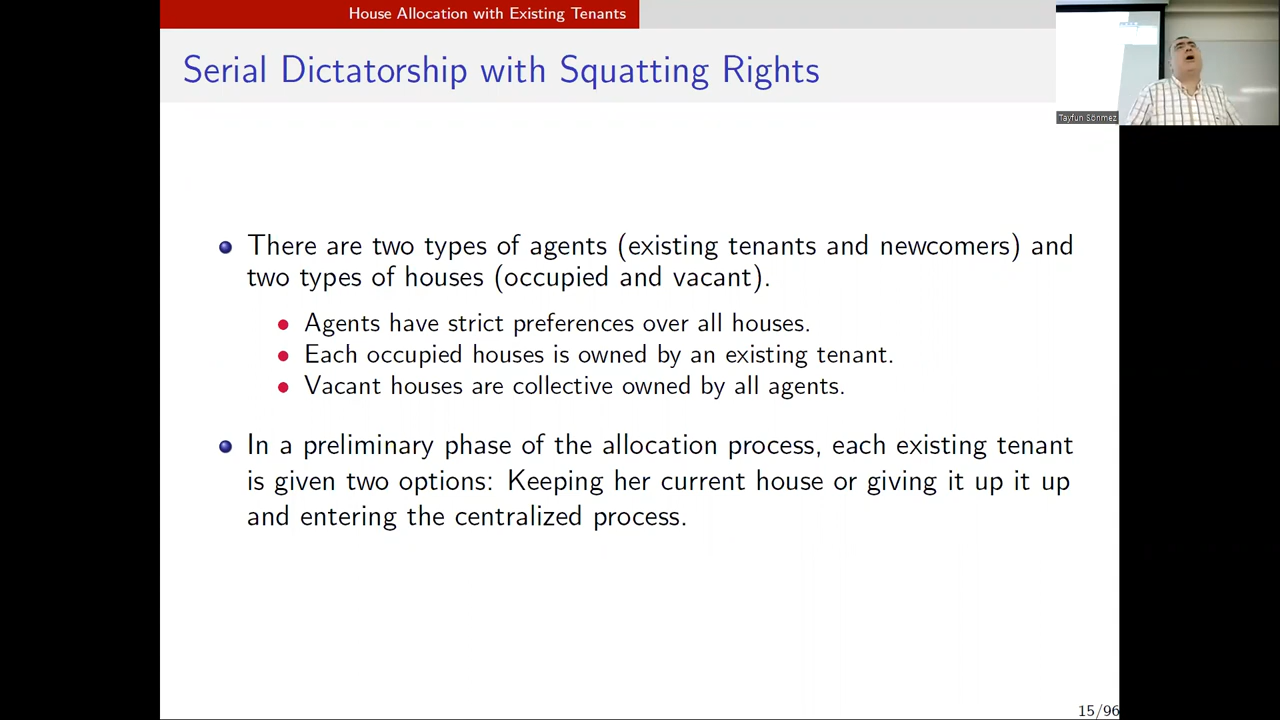 House Allocation with Existing Tenants
Serial Dictatorship with Squatting Rights
Tayfun Sönmez
There are two types of agents (existing tenants and newcomers) and
two types of houses (occupied and vacant).
Agents have strict preferences over all houses.
Each occupied houses is owned by an existing tenant.
Vacant houses are collective owned by all agents.
In a preliminary phase of the allocation process, each existing tenant
is given two options: Keeping her current house or giving it up it up
and entering the centralized process.
15/96